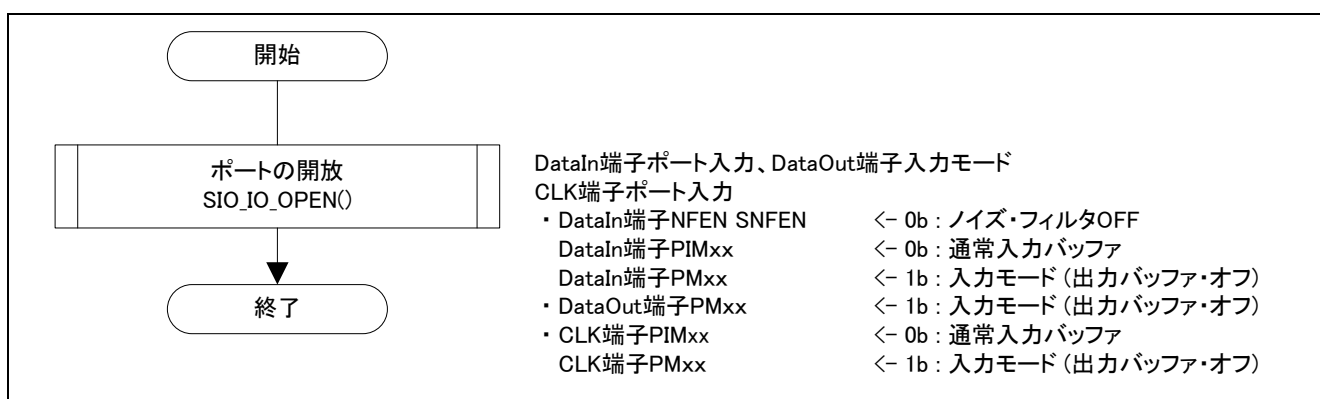 開始
ポートの開放
SIO_IO_OPEN()
終了
DataIn端子ポート入力、DataOut端子入力モード
CLK端子ポート入力
・DataIn端子NFEN SNFEN <- 0b : ノイズ・フィルタOFF
DataIn端子PIMxx <- 0b : 通常入力バッファ
DataIn端子PMxx <- 1b : 入力モード (出力バッファ・オフ)
・DataOut端子PMxx <- 1b : 入力モード (出力バッファ・オフ)
・CLK端子PIMxx <- 0b : 通常入力バッファ
CLK端子PMxx <- 1b : 入力モード (出力バッファ・オフ)